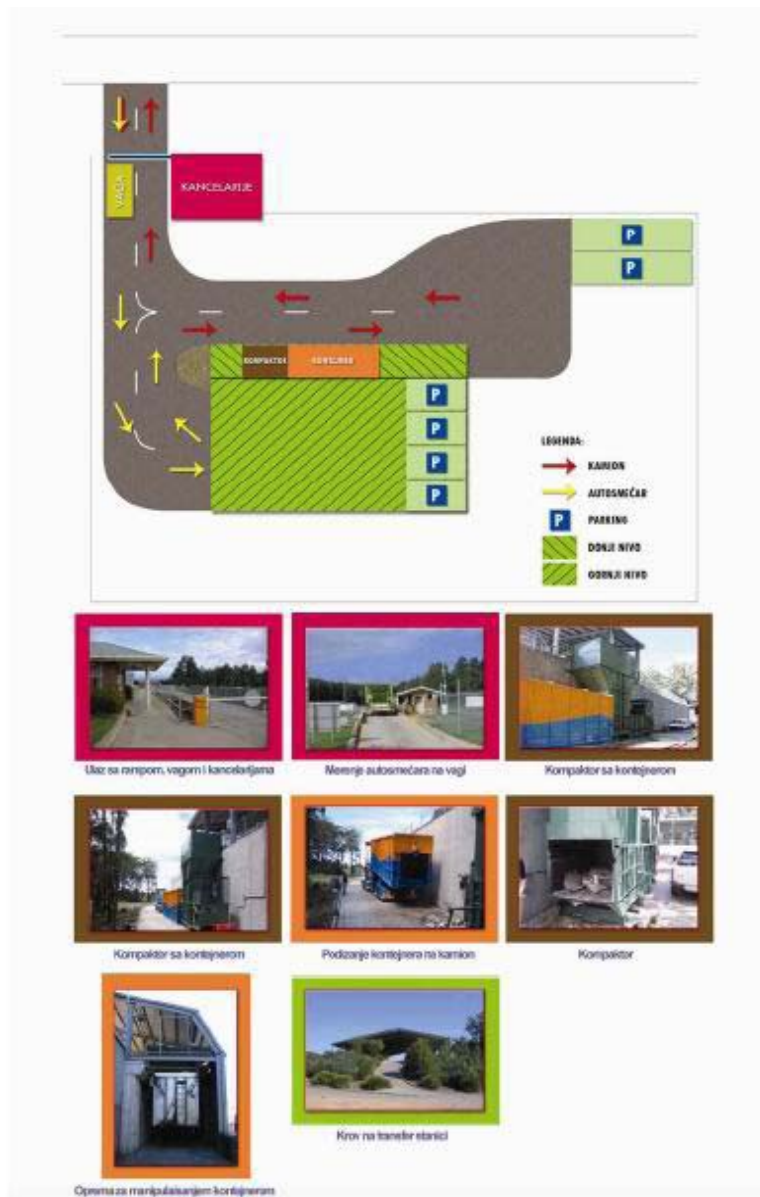 VAGA
KANCELARIJE
P
P
KOMPAKTOR
KONTEJNER
P
P
P
P
LEGENDA:
KAMION
AUTOSMEĆAR
P PARKING
DONJI NIVO
GORNJI NIVO
Ulaz sa rampom, vagom i kancelarijama
Merenje autosmećara na vagi
Kompaktor sa kontejnerom
Kompaktor sa kontejnerom
Podizanje kontejnera na kamion
Kompaktor
Krov na transfer stanici
Oprema za manipulaisanjem kontejnerom